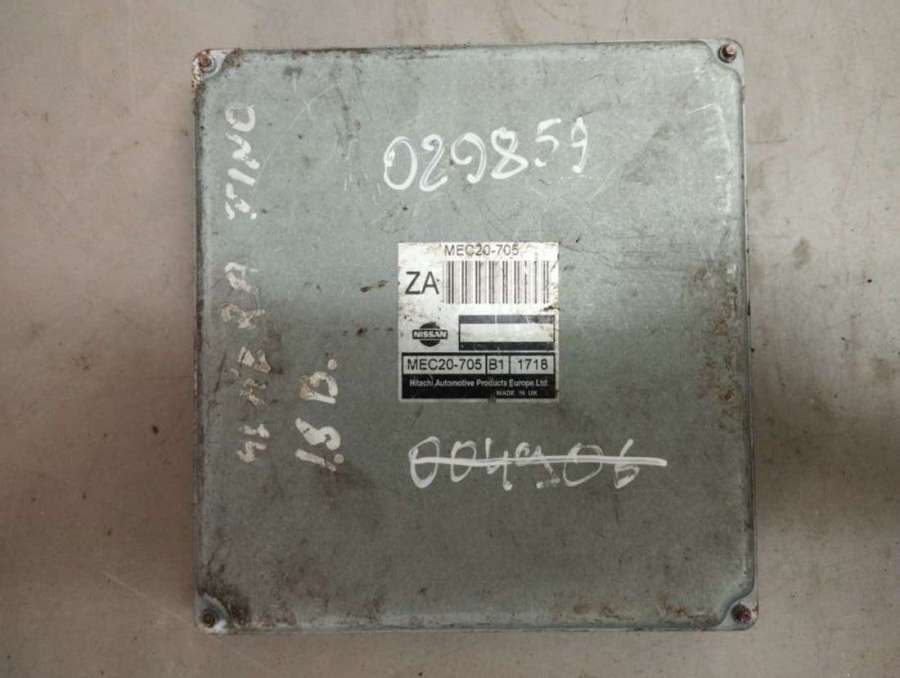 029859
MEC20-705
ZA
NISSAN
MEC20-705 B1 1718
Hitachi Automotive Products Europe Ltd
MADE IN UK
004906
TINO
1.8 B.